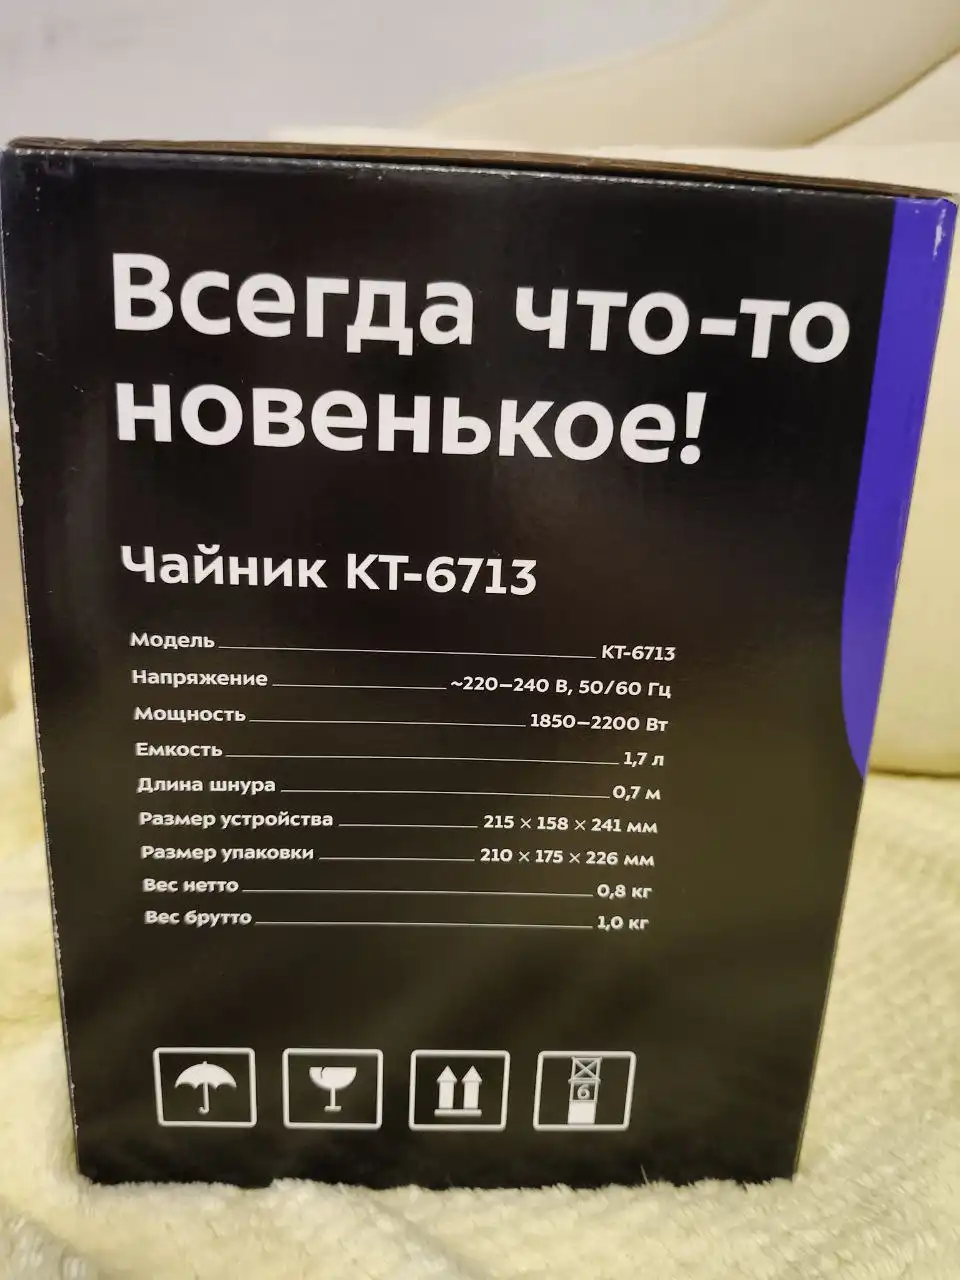 Всегда что-то
новенькое!
Чайник КТ-6713
Модель КТ-6713
Напряжение ~220–240 В, 50/60 Гц
Мощность 1850–2200 Вт
Емкость 1,7 л
Длина шнура 0,7 м
Размер устройства 215 × 158 × 241 мм
Размер упаковки 210 × 175 × 226 мм
Вес нетто 0,8 кг
Вес брутто 1,0 кг
6